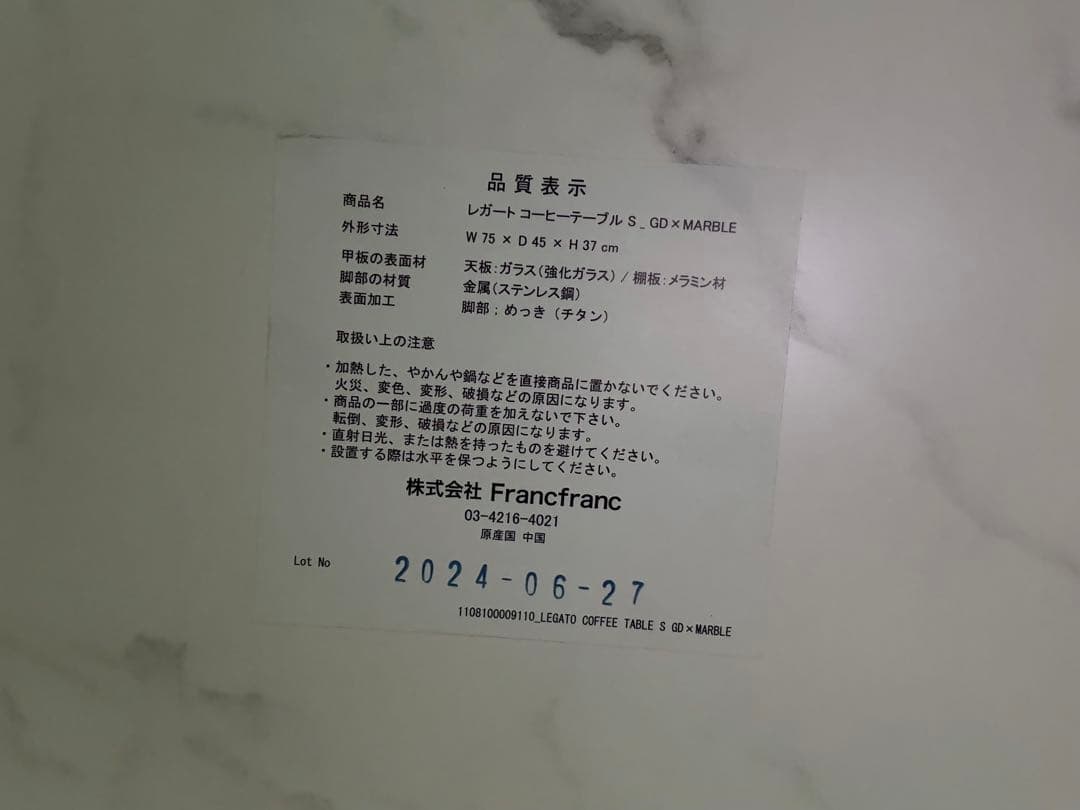 品質表示
商品名 レガート コーヒーテーブル S _ GD×MARBLE
外形寸法 W 75 × D 45 × H 37 cm
甲板の表面材 天板:ガラス(強化ガラス) / 棚板:メラミン材
脚部の材質 金属(ステンレス鋼)
表面加工 脚部;めっき(チタン)
取扱い上の注意
・加熱した、やかんや鍋などを直接商品に置かないでください。
火災、変色、変形、破損などの原因になります。
・商品の一部に過度の荷重を加えないで下さい。
転倒、変形、破損などの原因になります。
・直射日光、または熱を持ったものを避けてください。
・設置する際は水平を保つようにしてください。
株式会社 Francfranc
03-4216-4021
原産国 中国
Lot No 2024-06-27
1108100009110_LEGATO COFFEE TABLE S GD×MARBLE